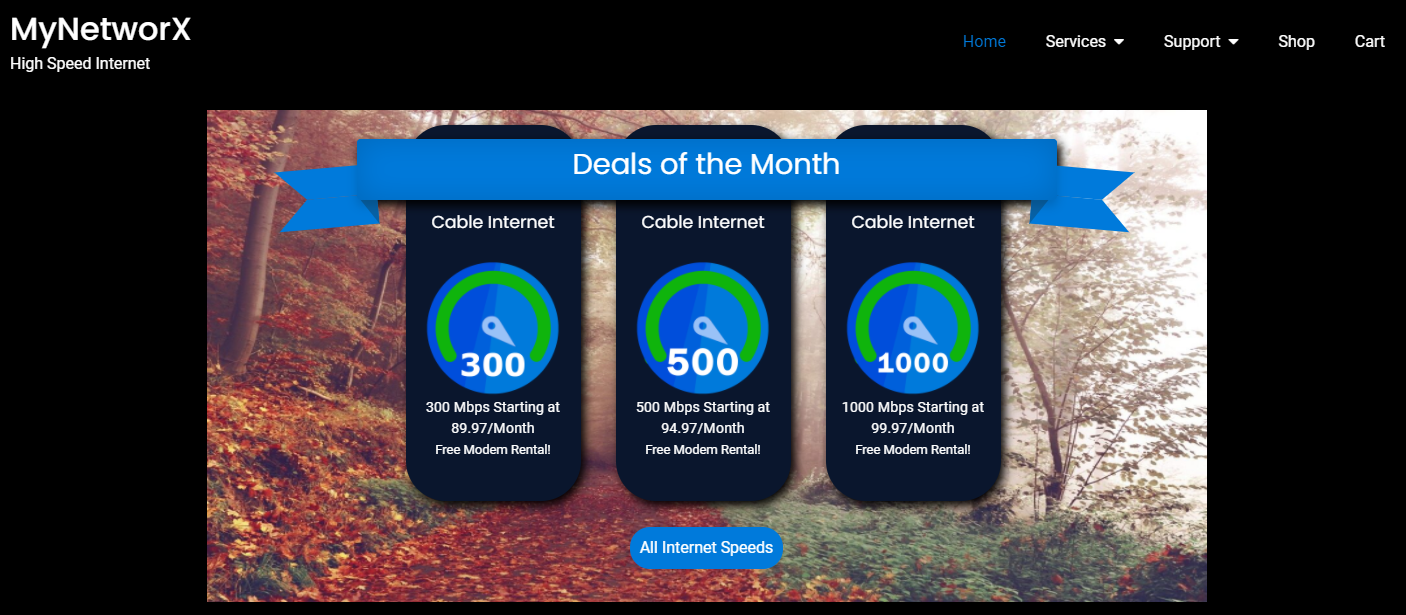 MyNetworX
High Speed Internet
Home
Services
Support
Shop
Cart
Deals of the Month
Cable Internet
Cable Internet
Cable Internet
300
500
1000
300 Mbps Starting at
89.97/Month
Free Modem Rental!
500 Mbps Starting at
94.97/Month
Free Modem Rental!
1000 Mbps Starting at
99.97/Month
Free Modem Rental!
All Internet Speeds